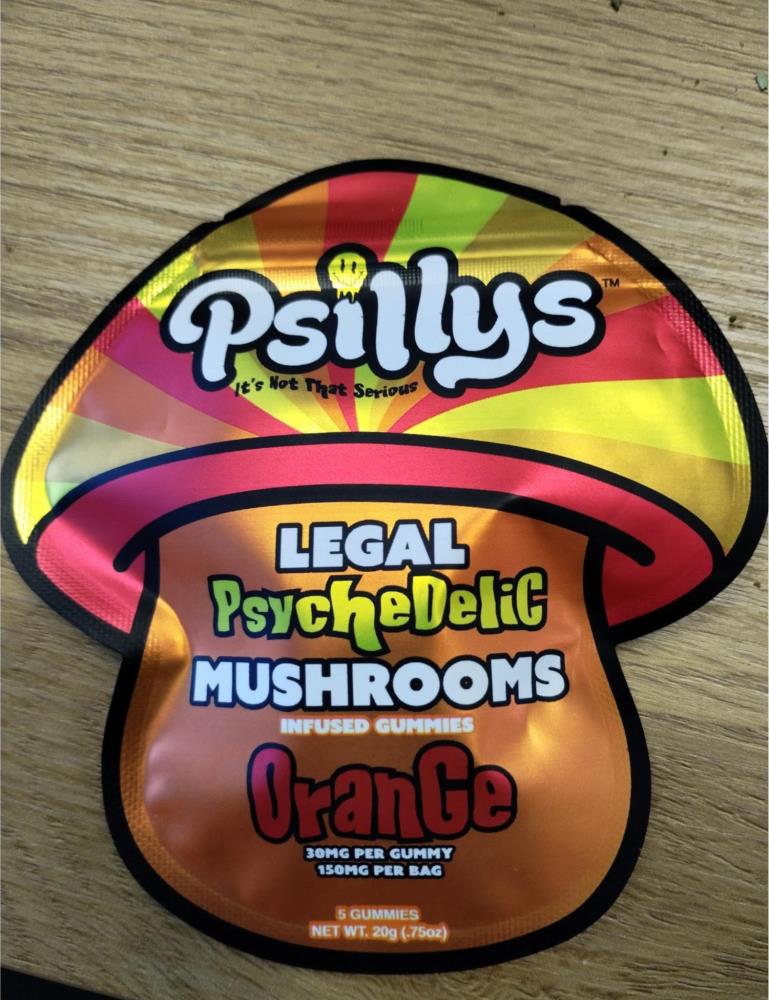 Psillys™
It's Not That Serious
LEGAL
PsycheDeliC
MUSHROOMS
INFUSED GUMMIES
OranGe
30MG PER GUMMY
150MG PER BAG
5 GUMMIES
NET WT. 20g (.75oz)